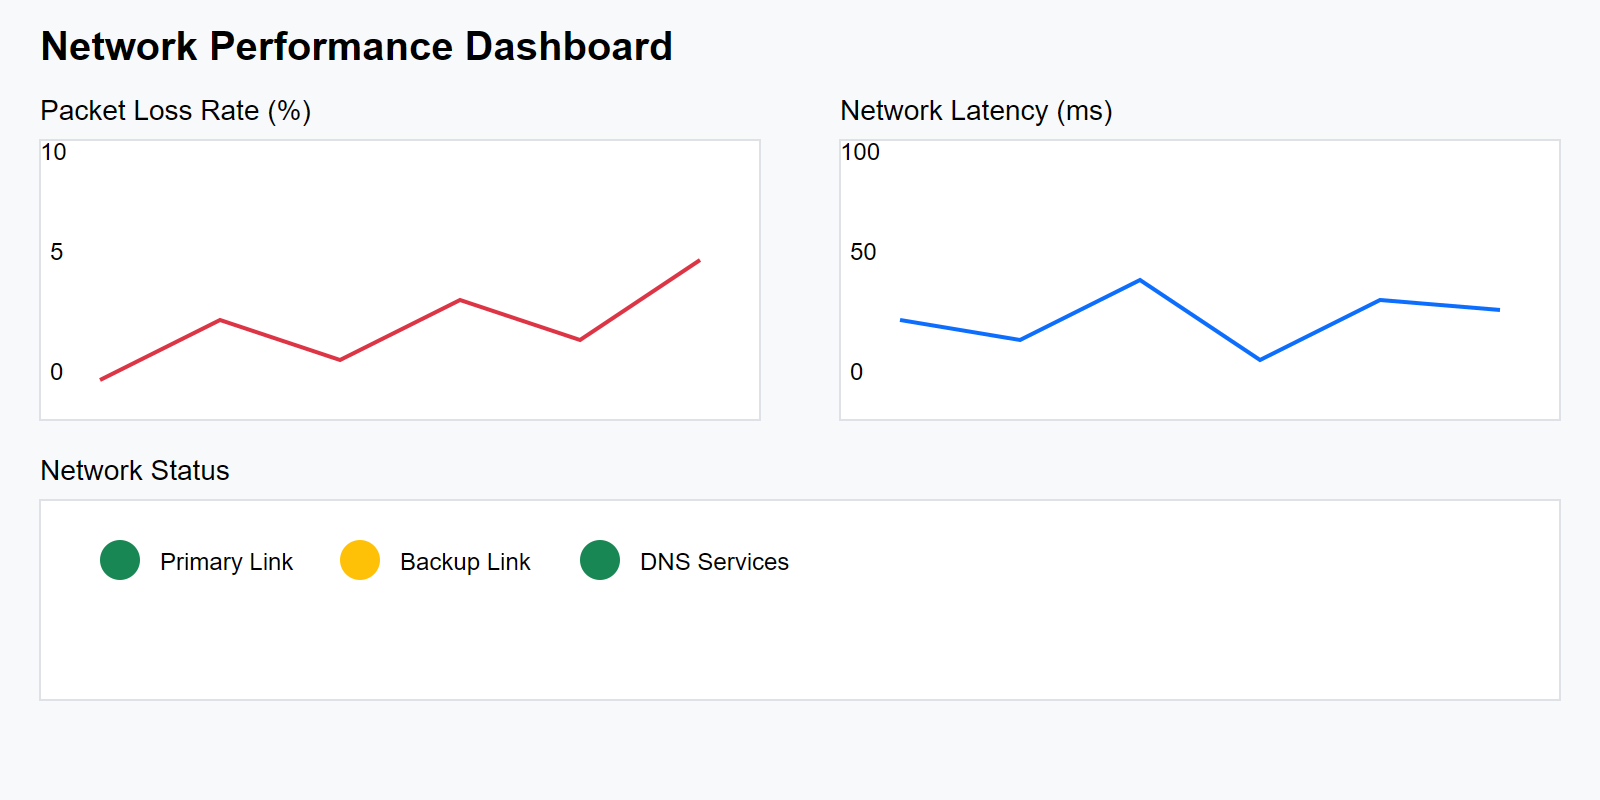 Network Performance Dashboard
Packet Loss Rate (%)
10
5
0
Network Latency (ms)
100
50
0
Network Status
Primary Link
Backup Link
DNS Services